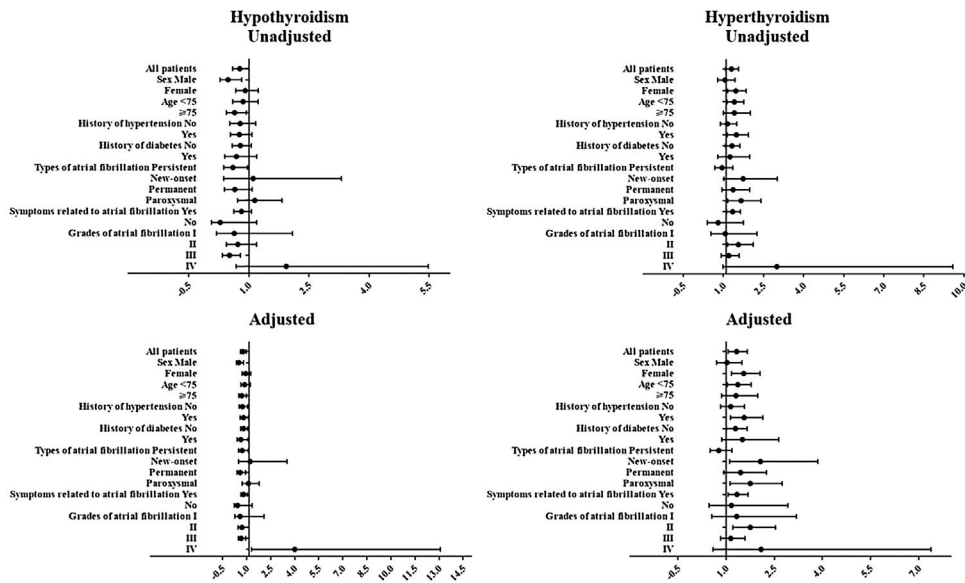 Hypothyroidism
Unadjusted
All patients
Sex Male
Female
Age <75
≥75
History of hypertension No
Yes
History of diabetes No
Yes
Types of atrial fibrillation Persistent
New-onset
Permanent
Paroxysmal
Symptoms related to atrial fibrillation Yes
No
Grades of atrial fibrillation I
II
III
IV
-0.5 1.0 2.5 4.0 5.5
Hyperthyroidism
Unadjusted
All patients
Sex Male
Female
Age <75
≥75
History of hypertension No
Yes
History of diabetes No
Yes
Types of atrial fibrillation Persistent
New-onset
Permanent
Paroxysmal
Symptoms related to atrial fibrillation Yes
No
Grades of atrial fibrillation I
II
III
IV
-0.5 1.0 2.5 4.0 5.5 7.0 8.5 10.0
Adjusted
All patients
Sex Male
Female
Age <75
≥75
History of hypertension No
Yes
History of diabetes No
Yes
Types of atrial fibrillation Persistent
New-onset
Permanent
Paroxysmal
Symptoms related to atrial fibrillation Yes
No
Grades of atrial fibrillation I
II
III
IV
-0.5 1.0 2.5 4.0 5.5 7.0 8.5 10.0 11.5 13.0 14.5
Adjusted
All patients
Sex Male
Female
Age <75
≥75
History of hypertension No
Yes
History of diabetes No
Yes
Types of atrial fibrillation Persistent
New-onset
Permanent
Paroxysmal
Symptoms related to atrial fibrillation Yes
No
Grades of atrial fibrillation I
II
III
IV
-0.5 1.0 2.5 4.0 5.5 7.0